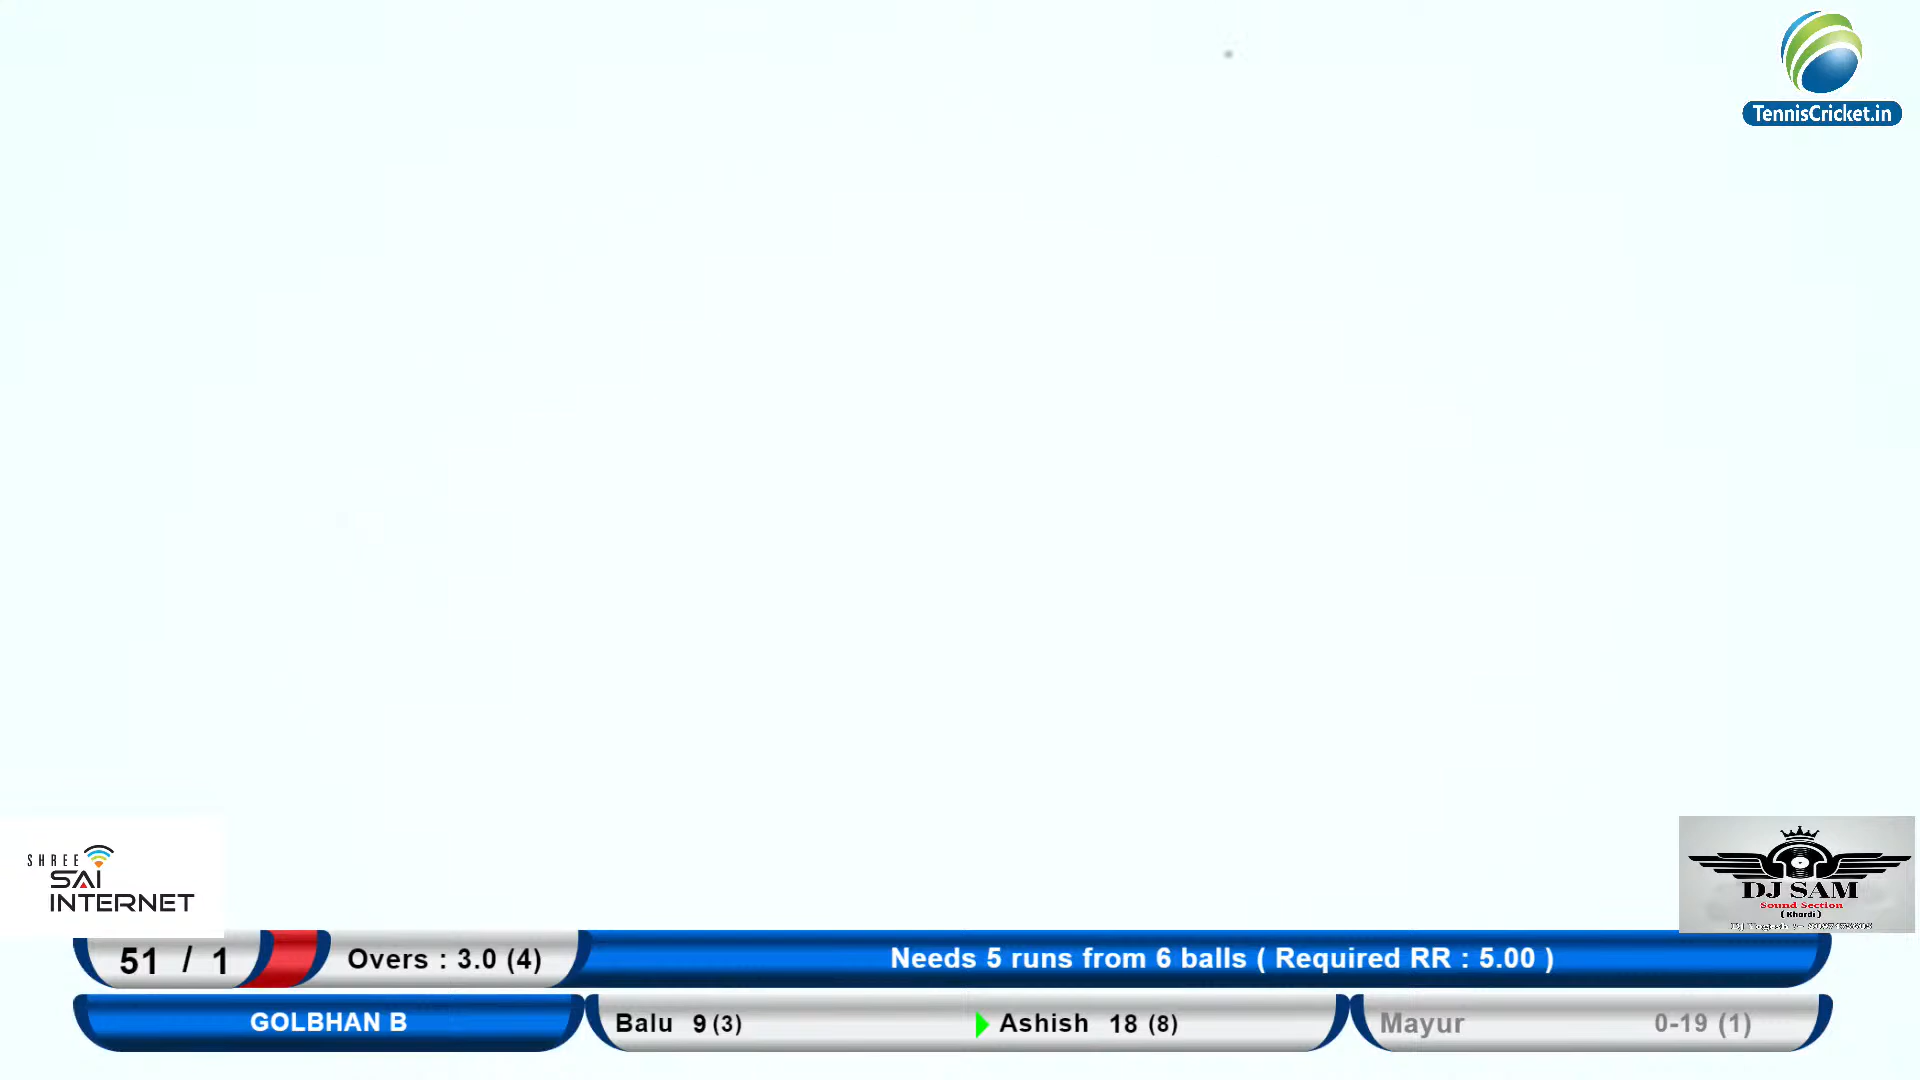 TennisCricket.in
SHREE
SAI
INTERNET
DJ SAM
Sound Section
( Khardi )
51 / 1
Overs : 3.0 (4)
Needs 5 runs from 6 balls ( Required RR : 5.00 )
GOLBHAN B
Balu 9 (3)
Ashish 18 (8)
Mayur 0-19 (1)